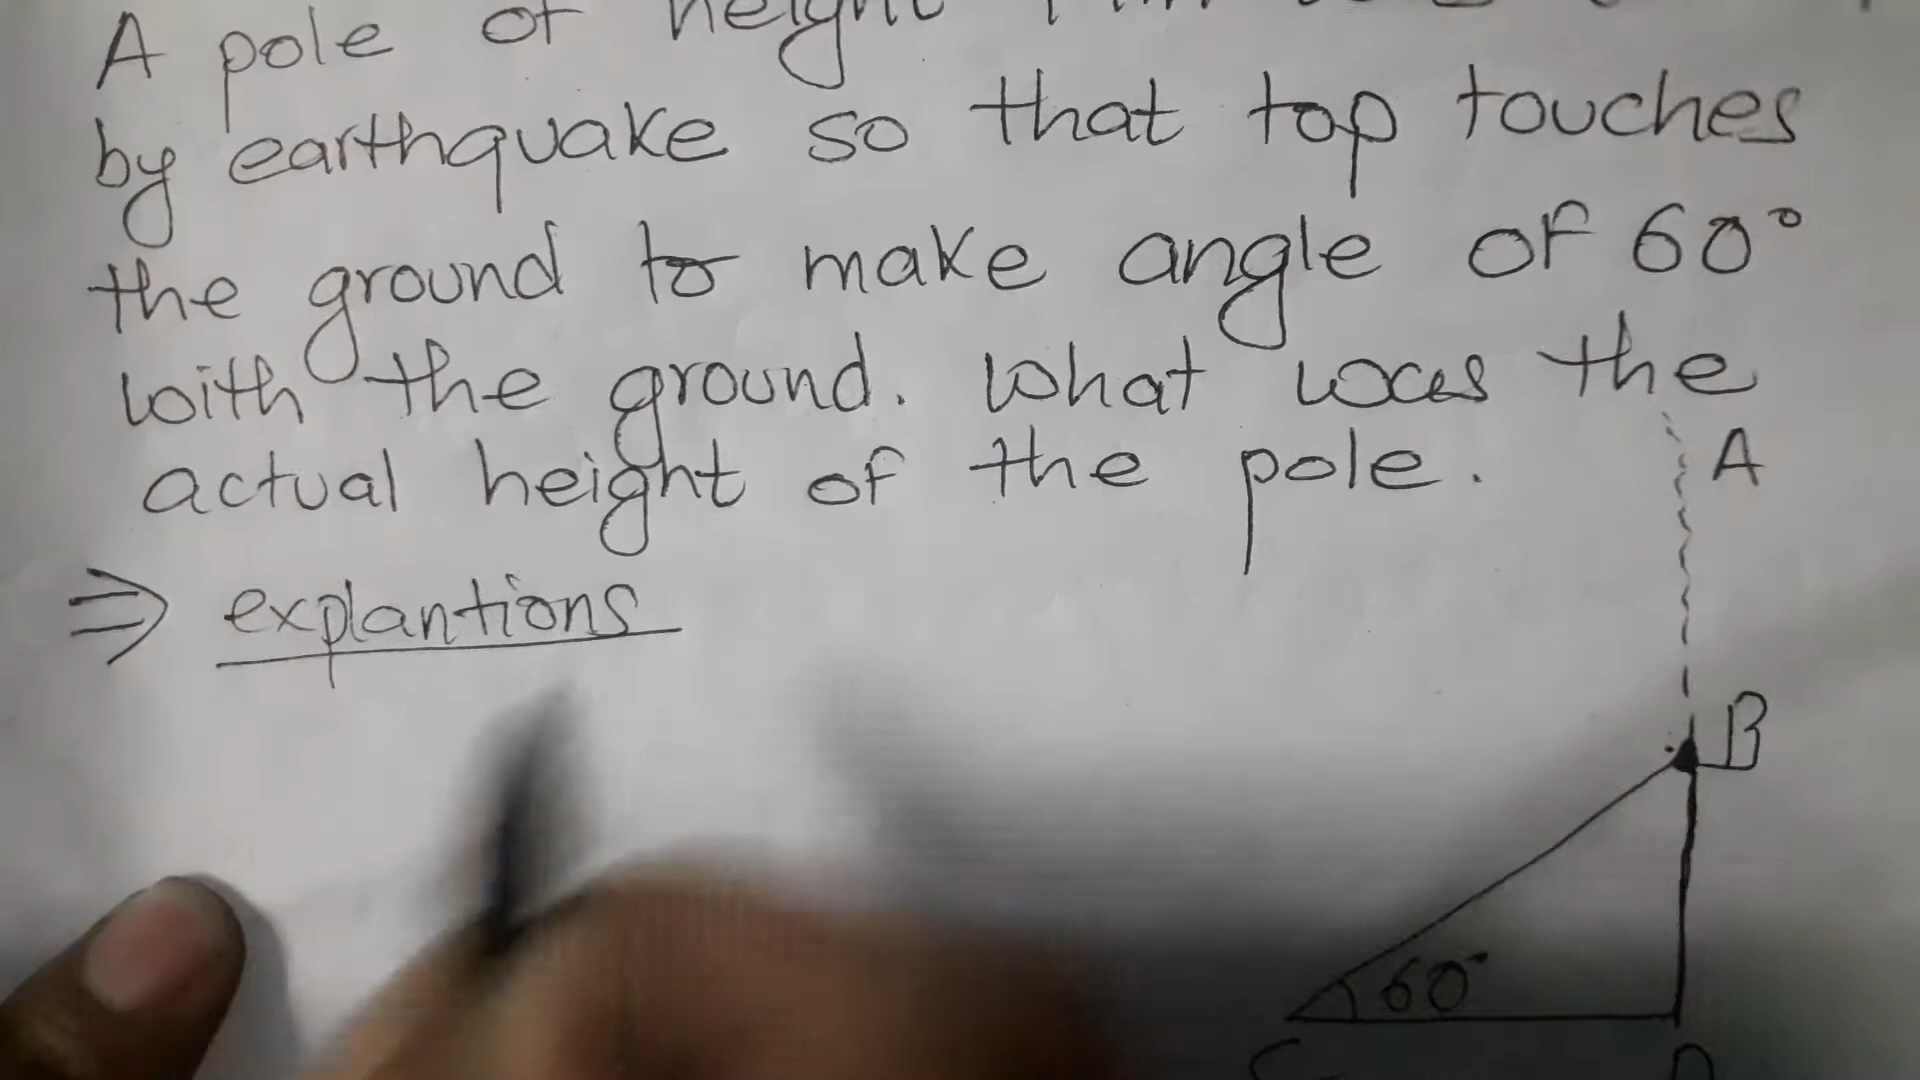 A pole of height
by earthquake so that top touches
the ground to make angle of 60°
with the ground. What was the
actual height of the pole.
A
⇒ explantions
B
60°